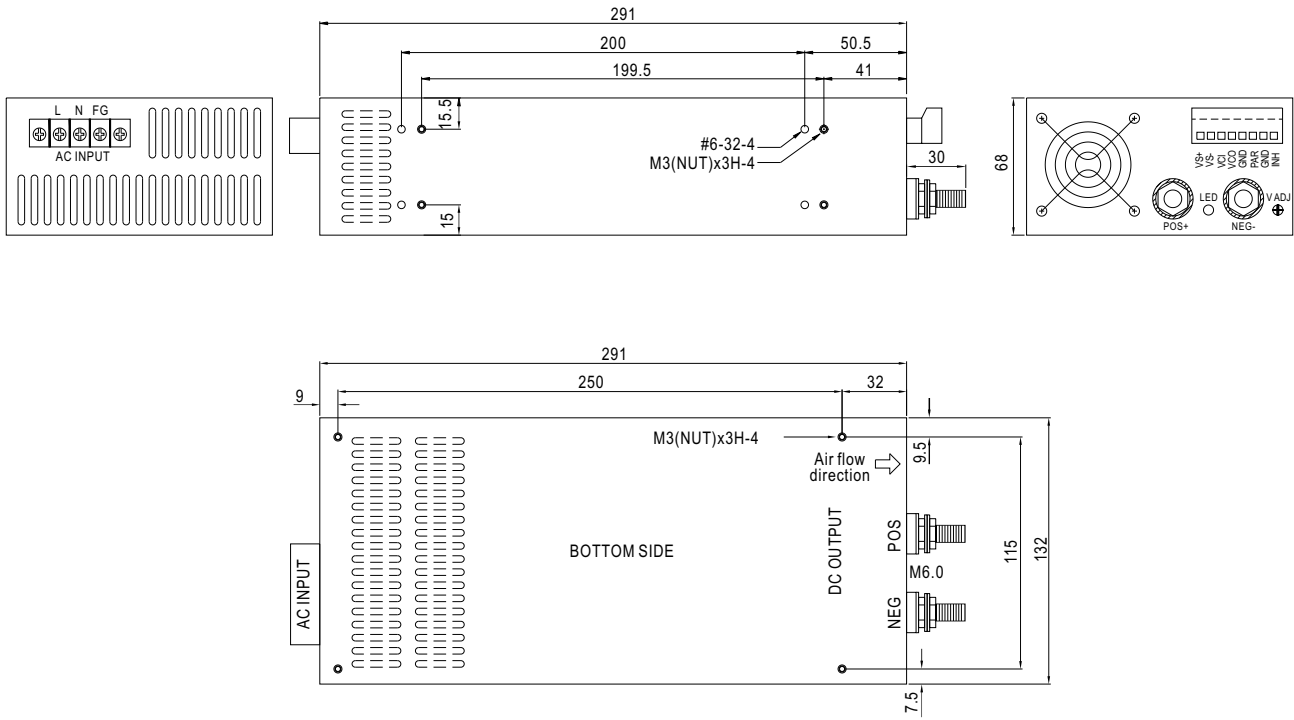 291
200
50.5
199.5
41
L N FG
AC INPUT
15.5
#6-32-4
M3(NUT)x3H-4
30
15
68
VS+
VS-
VCI
VCO
GND
PAR
GND
INH
LED
V ADJ
POS+
NEG-
291
250
32
9
M3(NUT)x3H-4
Air flow
direction
9.5
BOTTOM SIDE
AC INPUT
DC OUTPUT
POS
M6.0
NEG
115
132
7.5